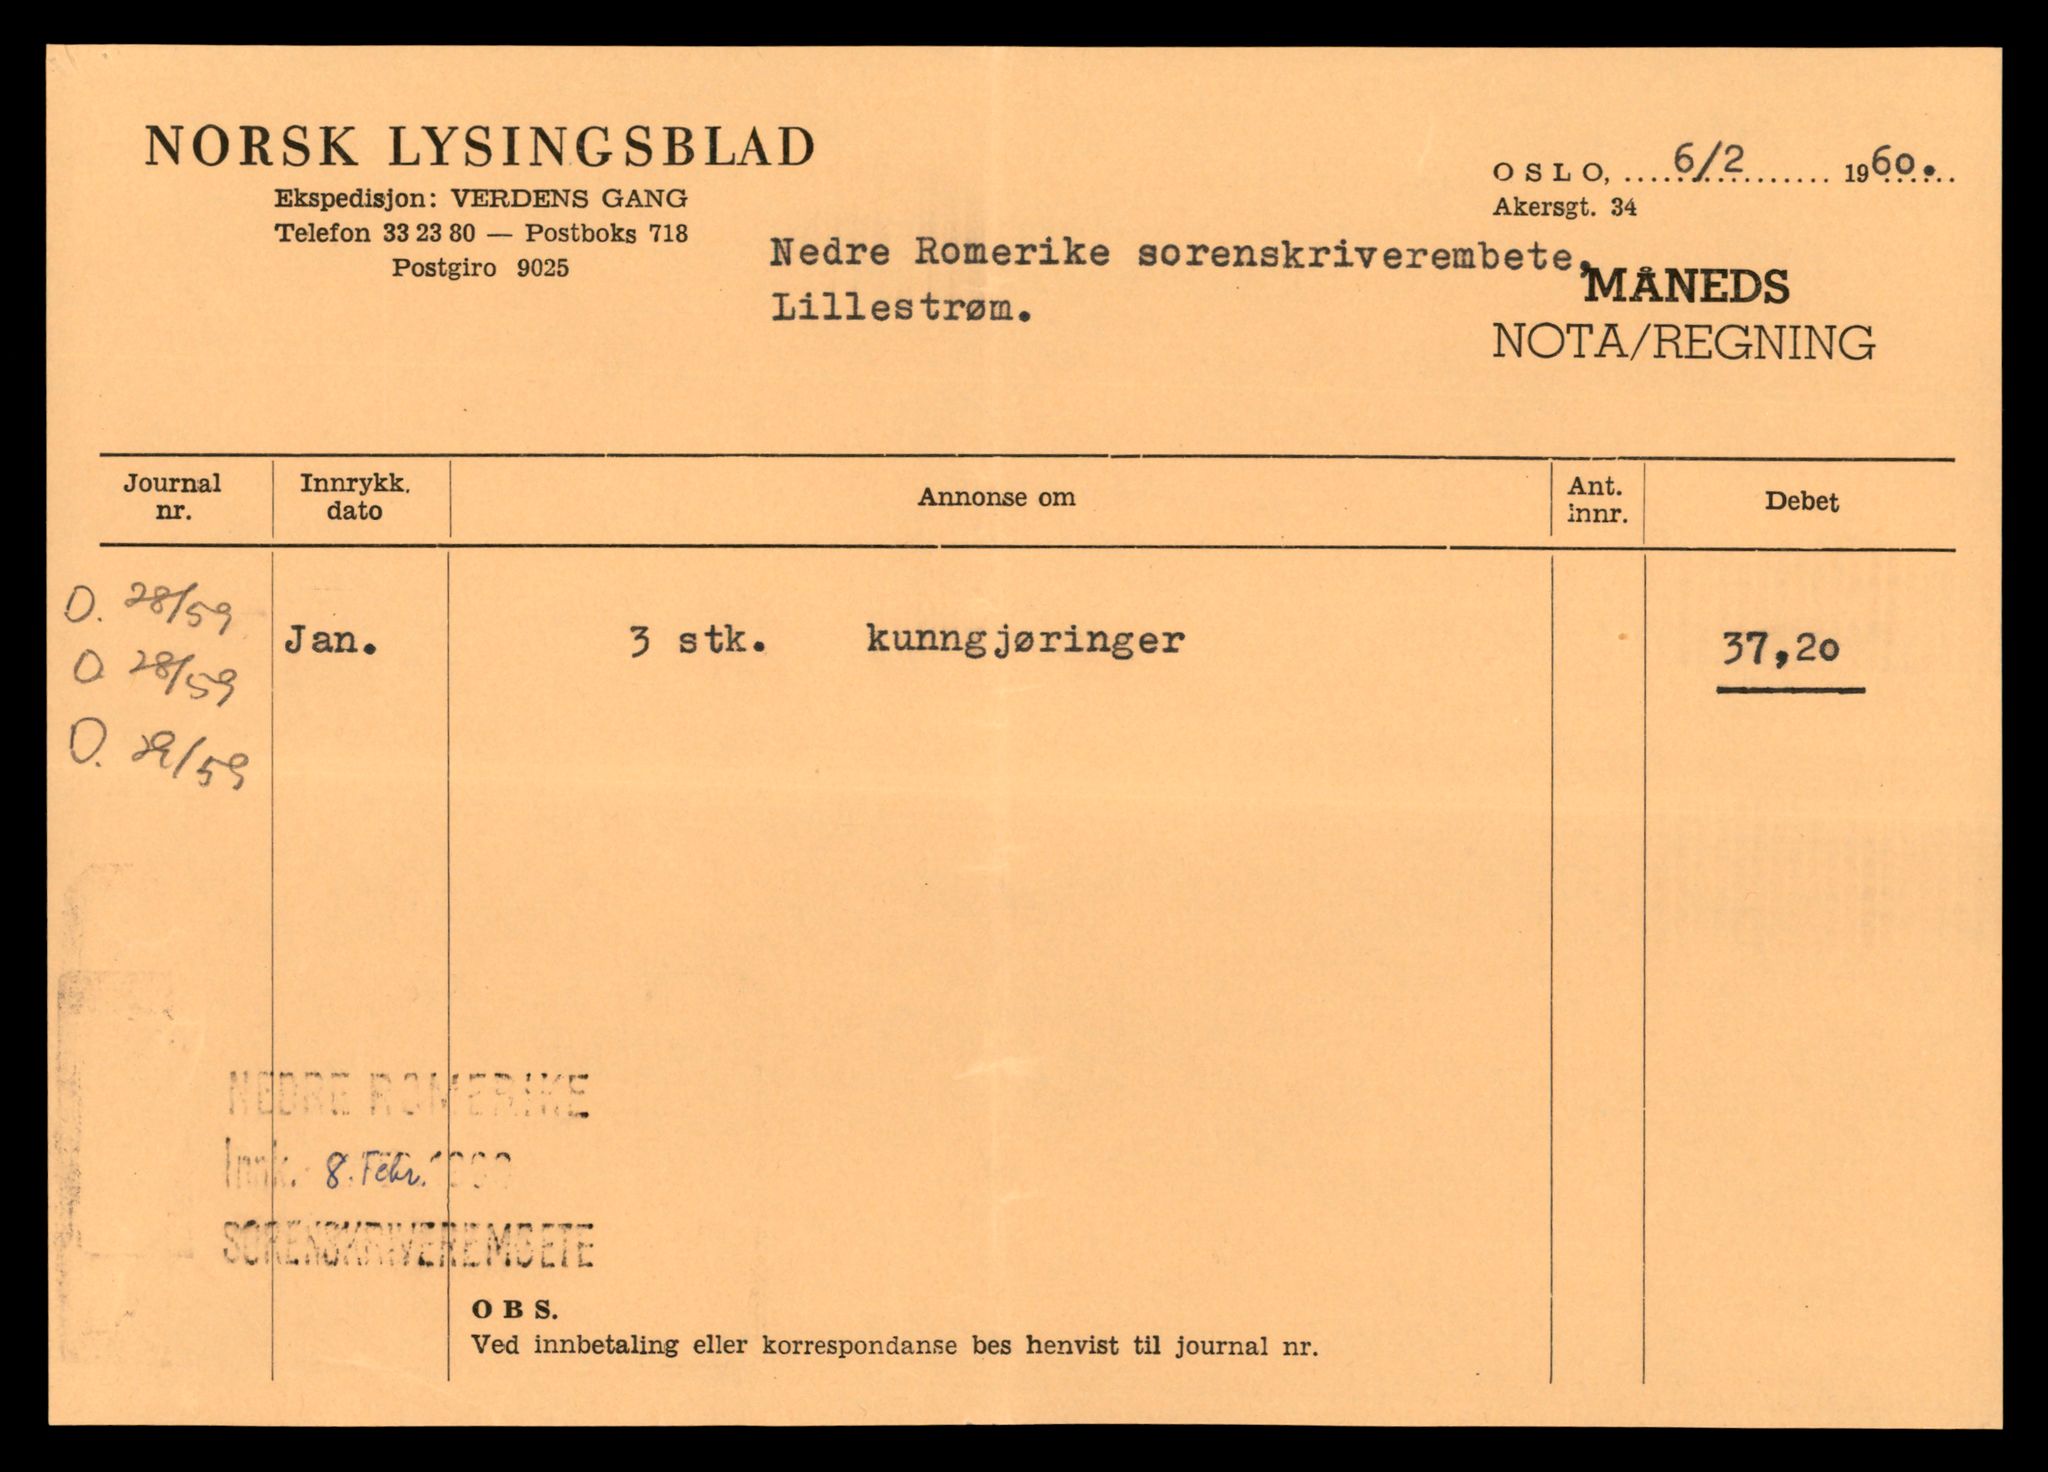 NORSK LYSINGSBLAD
Ekspedisjon: VERDENS GANG
Telefon 33 23 80 — Postboks 718
Postgiro 9025
OSLO, 6/2 1960.
Akersgt. 34
Nedre Romerike sorenskriverembete,
Lillestrøm.
MÅNEDS
NOTA/REGNING
Journal nr.
Innrykk. dato
Annonse om
Ant. innr.
Debet
O. 28/59
O 28/59
O. 29/59
Jan. 3 stk. kunngjøringer 37,20
NEDRE ROMERIKE
Innk. 8. Febr.
SORENSKRIVEREMBETE
OBS.
Ved innbetaling eller korrespondanse bes henvist til journal nr.